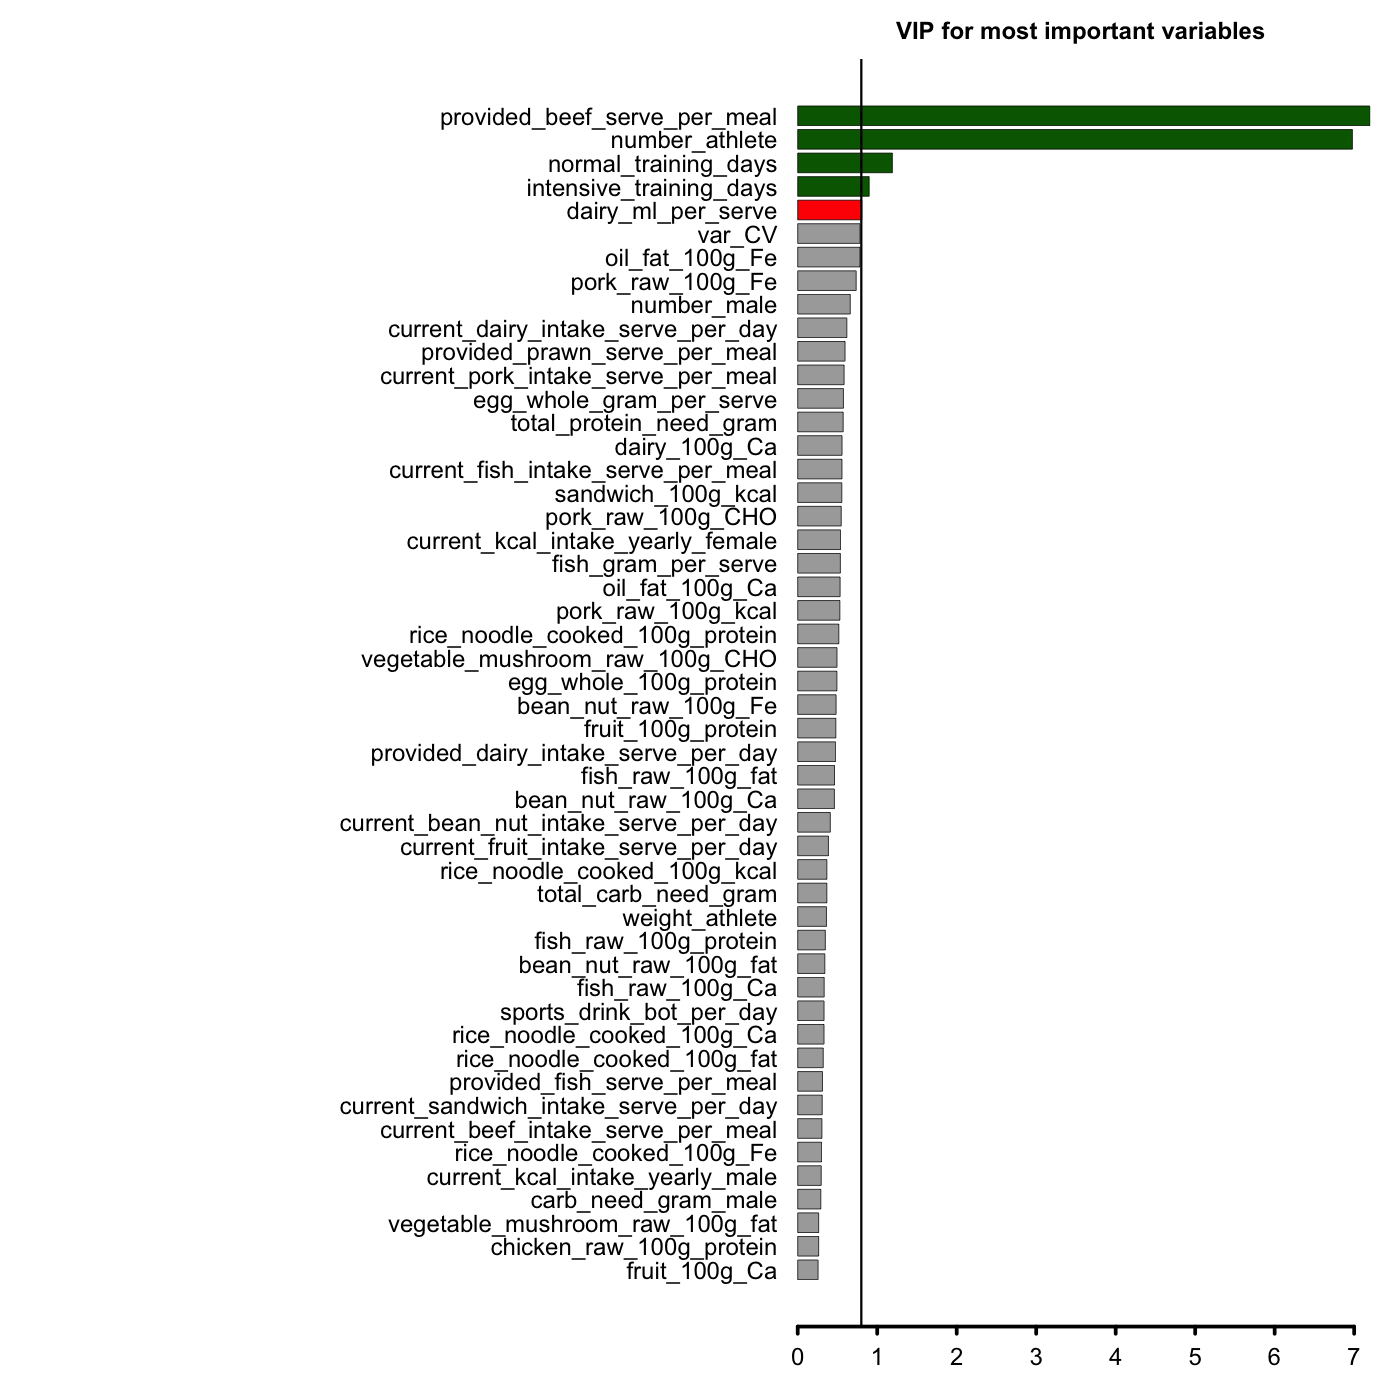 VIP for most important variables
provided_beef_serve_per_meal
number_athlete
normal_training_days
intensive_training_days
dairy_ml_per_serve
var_CV
oil_fat_100g_Fe
pork_raw_100g_Fe
number_male
current_dairy_intake_serve_per_day
provided_prawn_serve_per_meal
current_pork_intake_serve_per_meal
egg_whole_gram_per_serve
total_protein_need_gram
dairy_100g_Ca
current_fish_intake_serve_per_meal
sandwich_100g_kcal
pork_raw_100g_CHO
current_kcal_intake_yearly_female
fish_gram_per_serve
oil_fat_100g_Ca
pork_raw_100g_kcal
rice_noodle_cooked_100g_protein
vegetable_mushroom_raw_100g_CHO
egg_whole_100g_protein
bean_nut_raw_100g_Fe
fruit_100g_protein
provided_dairy_intake_serve_per_day
fish_raw_100g_fat
bean_nut_raw_100g_Ca
current_bean_nut_intake_serve_per_day
current_fruit_intake_serve_per_day
rice_noodle_cooked_100g_kcal
total_carb_need_gram
weight_athlete
fish_raw_100g_protein
bean_nut_raw_100g_fat
fish_raw_100g_Ca
sports_drink_bot_per_day
rice_noodle_cooked_100g_Ca
rice_noodle_cooked_100g_fat
provided_fish_serve_per_meal
current_sandwich_intake_serve_per_day
current_beef_intake_serve_per_meal
rice_noodle_cooked_100g_Fe
current_kcal_intake_yearly_male
carb_need_gram_male
vegetable_mushroom_raw_100g_fat
chicken_raw_100g_protein
fruit_100g_Ca
0 1 2 3 4 5 6 7